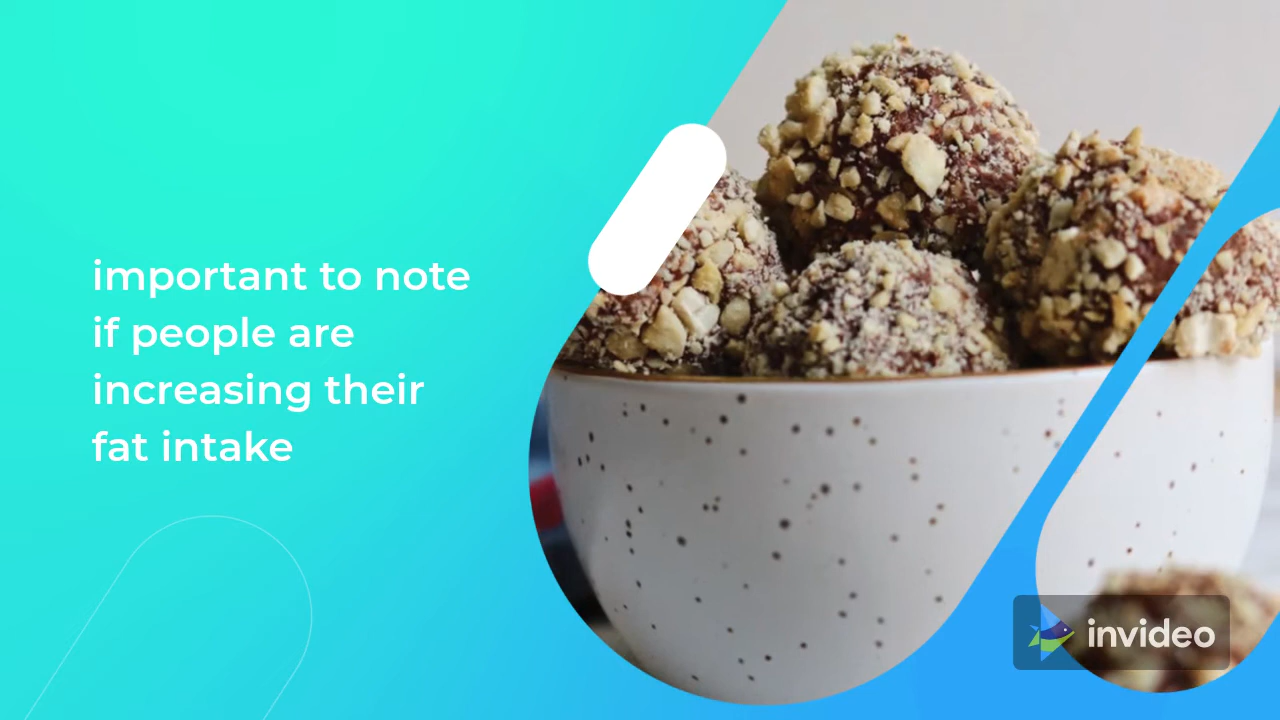 important to note
if people are
increasing their
fat intake
invideo